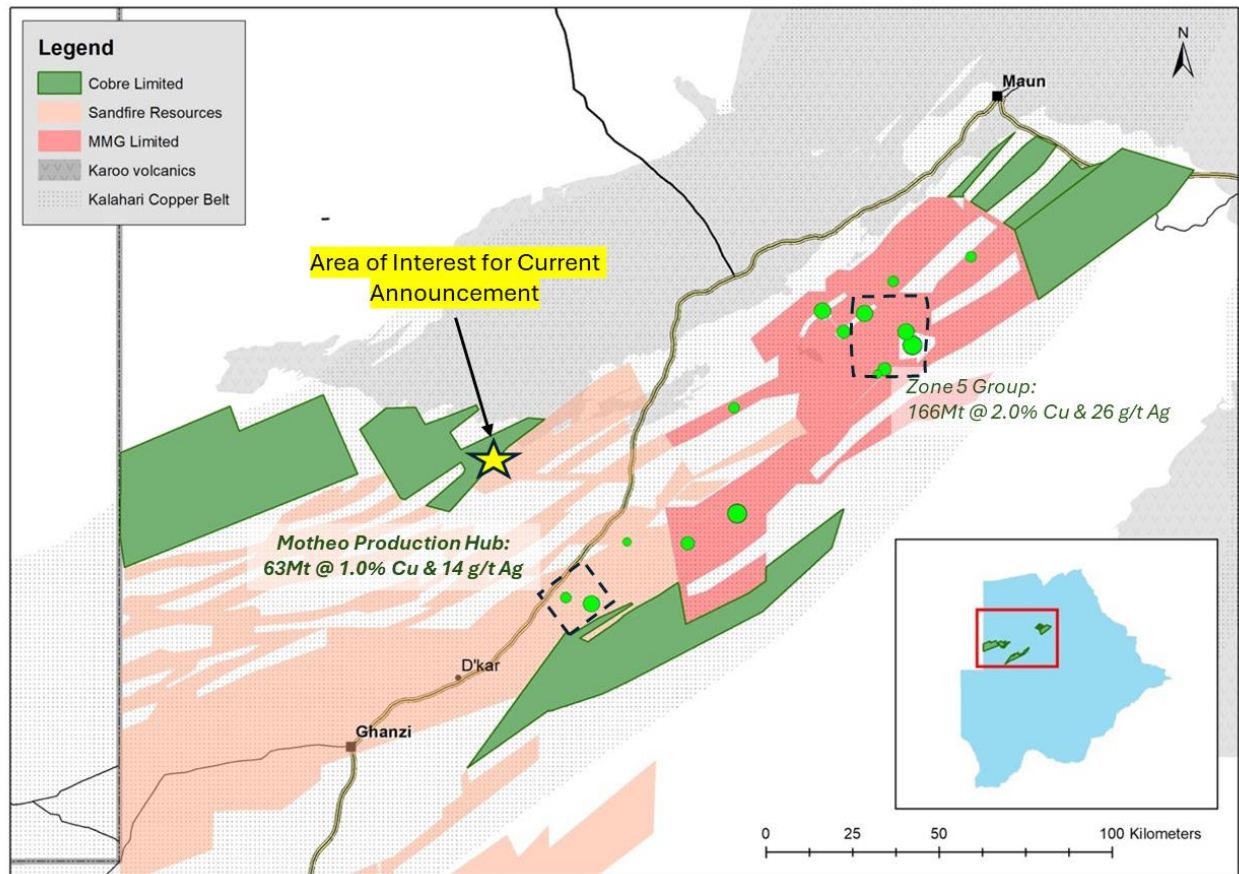 Legend
Cobre Limited
Sandfire Resources
MMG Limited
Karoo volcanics
Kalahari Copper Belt
N
Maun
Area of Interest for Current
Announcement
Zone 5 Group:
166Mt @ 2.0% Cu & 26 g/t Ag
Motheo Production Hub:
63Mt @ 1.0% Cu & 14 g/t Ag
D'kar
Ghanzi
0 25 50 100 Kilometers